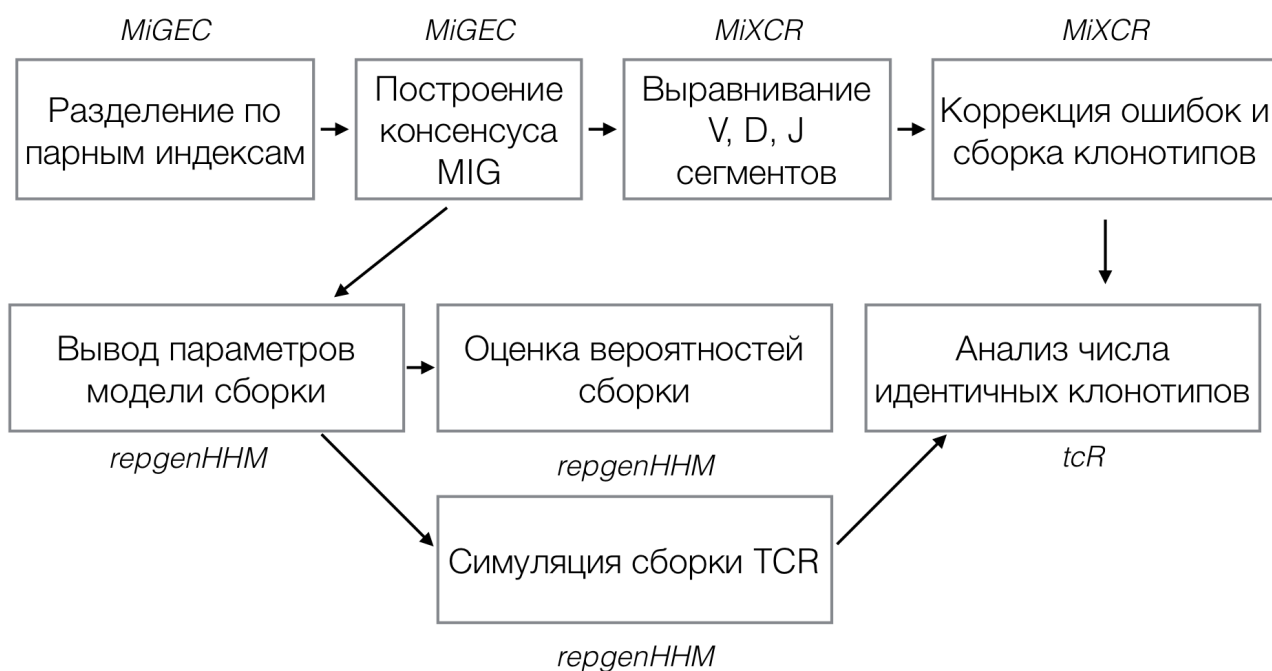 MiGEC
MiGEC
MiXCR
MiXCR
Разделение по
парным индексам
Построение
консенсуса
MIG
Выравнивание
V, D, J
сегментов
Коррекция ошибок и
сборка клонотипов
Вывод параметров
модели сборки
Оценка вероятностей
сборки
Анализ числа
идентичных клонотипов
repgenHHM
repgenHHM
tcR
Симуляция сборки TCR
repgenHHM